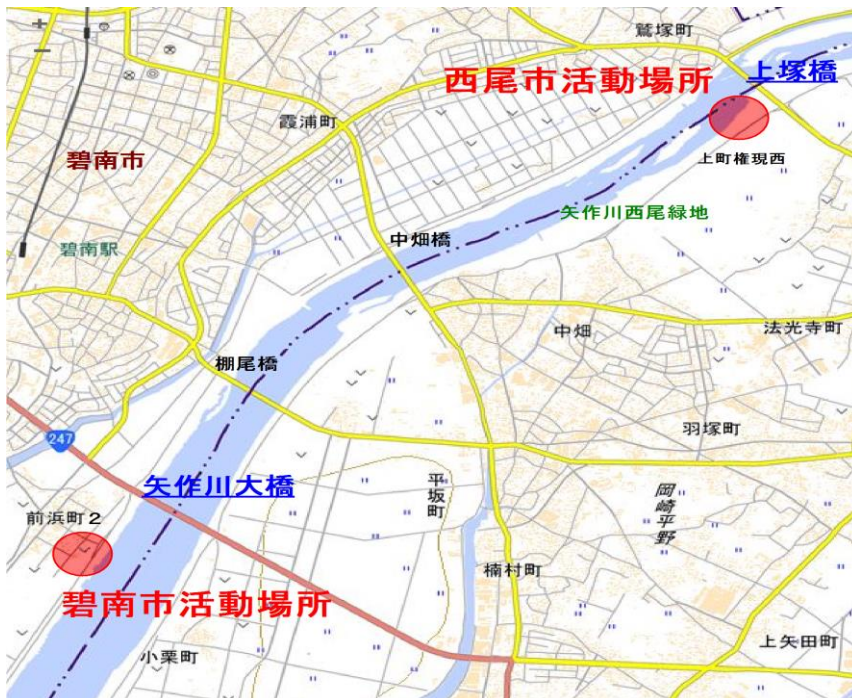 鷲塚町
西尾市活動場所
上塚橋
霞浦町
碧南市
上町権現西
矢作川西尾緑地
碧南駅
中畑橋
中畑
法光寺町
棚尾橋
羽塚町
247
矢作川大橋
平坂町
岡崎平野
前浜町2
楠村町
碧南市活動場所
小栗町
上矢田町